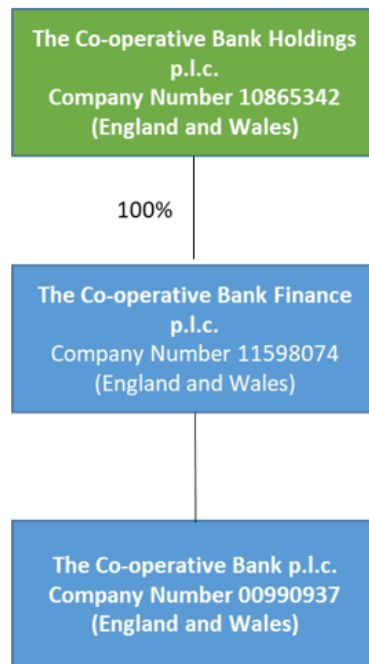 The Co-operative Bank Holdings
p.l.c.
Company Number 10865342
(England and Wales)
100%
The Co-operative Bank Finance
p.l.c.
Company Number 11598074
(England and Wales)
The Co-operative Bank p.l.c.
Company Number 00990937
(England and Wales)